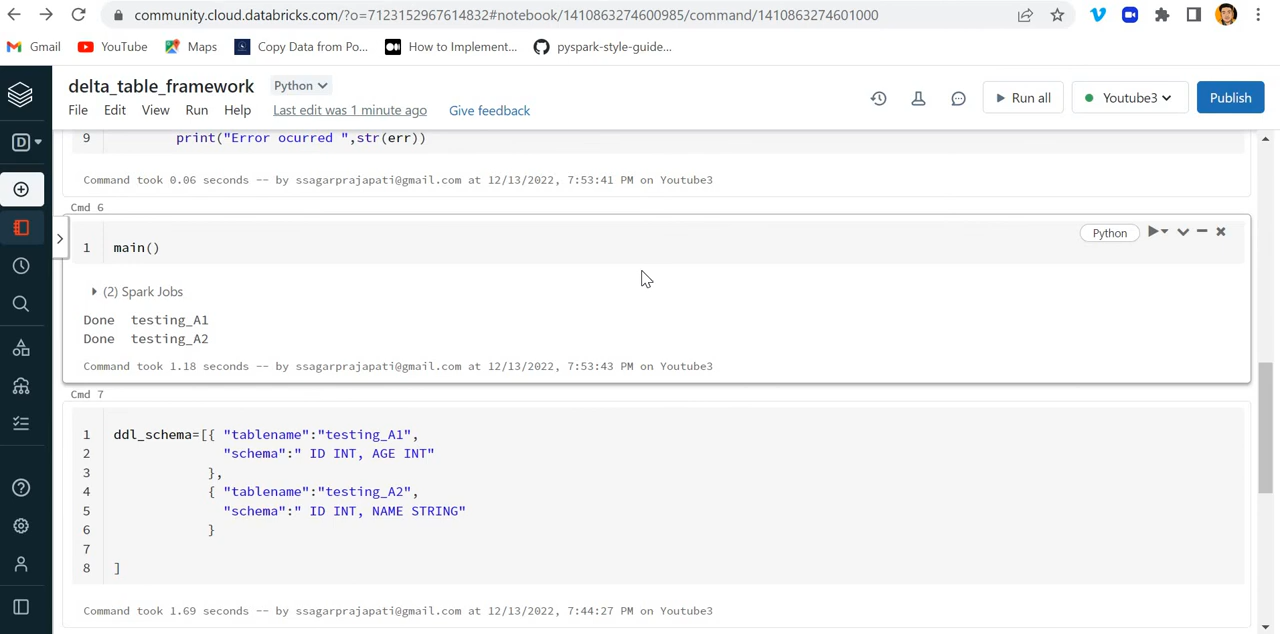 community.cloud.databricks.com/?o=7123152967614832#notebook/1410863274600985/command/1410863274601000
Gmail YouTube Maps Copy Data from Po... How to Implement... pyspark-style-guide...
delta_table_framework Python
File Edit View Run Help Last edit was 1 minute ago Give feedback
Run all Youtube3 Publish
9 print("Error ocurred ",str(err))
Command took 0.06 seconds -- by ssagarprajapati@gmail.com at 12/13/2022, 7:53:41 PM on Youtube3
Cmd 6
Python
1 main()
(2) Spark Jobs
Done testing_A1
Done testing_A2
Command took 1.18 seconds -- by ssagarprajapati@gmail.com at 12/13/2022, 7:53:43 PM on Youtube3
Cmd 7
1 ddl_schema=[{ "tablename":"testing_A1",
2 "schema":" ID INT, AGE INT"
3 },
4 { "tablename":"testing_A2",
5 "schema":" ID INT, NAME STRING"
6 }
7
8 ]
Command took 1.69 seconds -- by ssagarprajapati@gmail.com at 12/13/2022, 7:44:27 PM on Youtube3